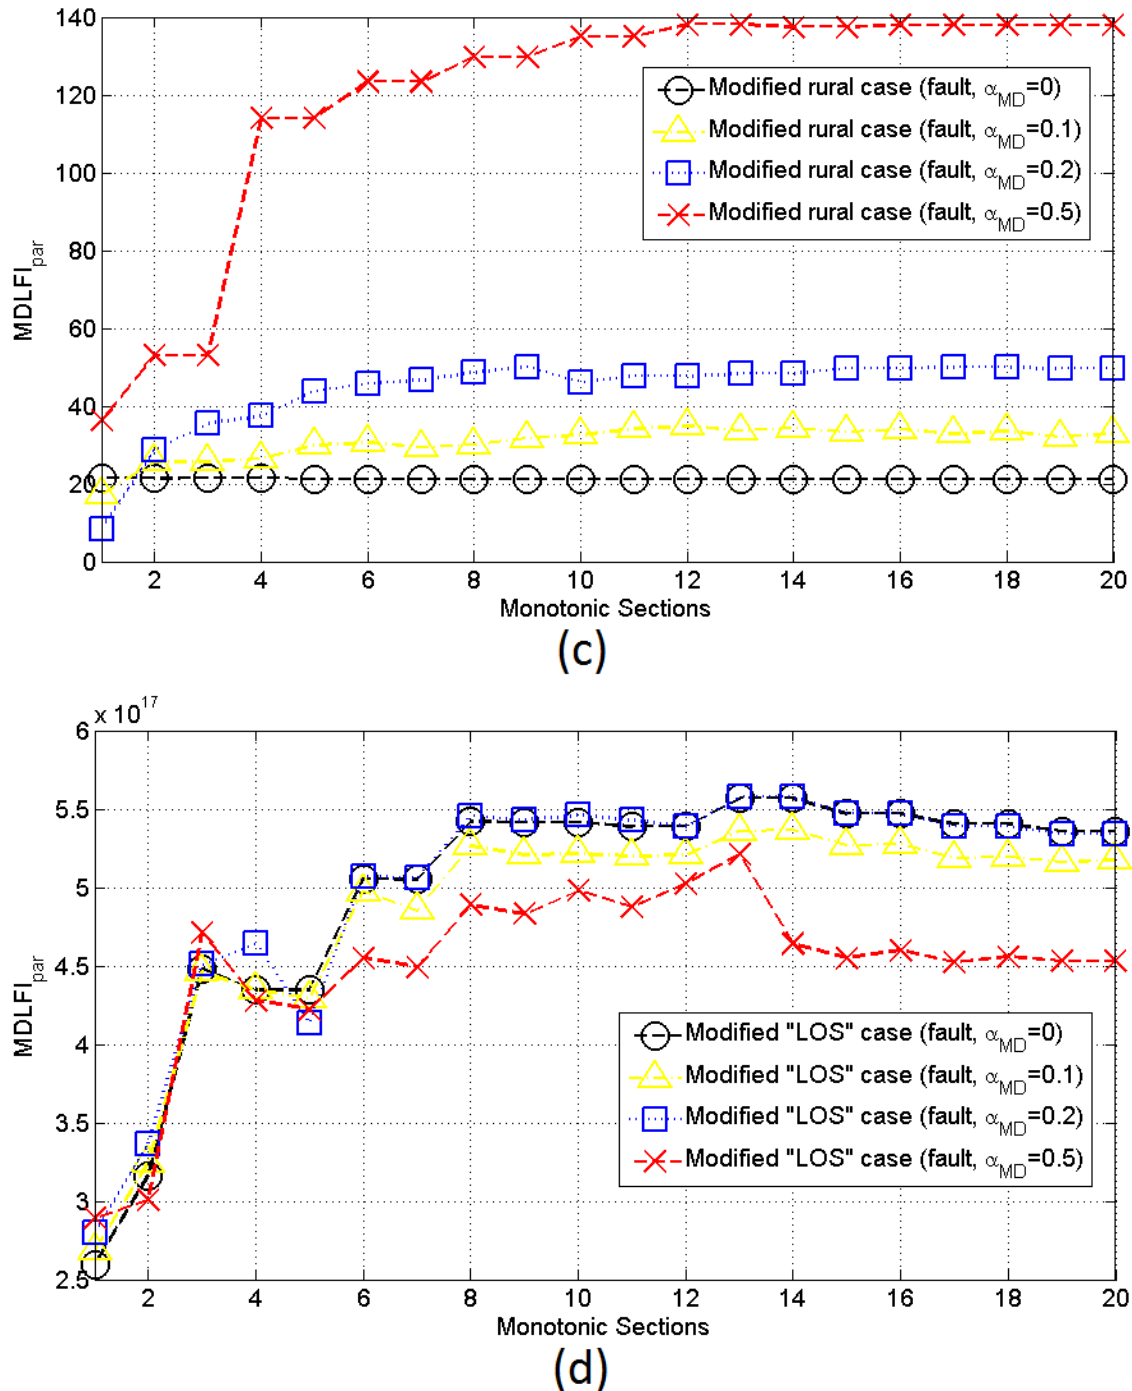 140
120
100
80
60
40
20
0
MDLFI_par
Modified rural case (fault, α_MD=0)
Modified rural case (fault, α_MD=0.1)
Modified rural case (fault, α_MD=0.2)
Modified rural case (fault, α_MD=0.5)
2 4 6 8 10 12 14 16 18 20
Monotonic Sections
(c)
x 10^17
6
5.5
5
4.5
4
3.5
3
2.5
MDLFI_par
Modified "LOS" case (fault, α_MD=0)
Modified "LOS" case (fault, α_MD=0.1)
Modified "LOS" case (fault, α_MD=0.2)
Modified "LOS" case (fault, α_MD=0.5)
2 4 6 8 10 12 14 16 18 20
Monotonic Sections
(d)